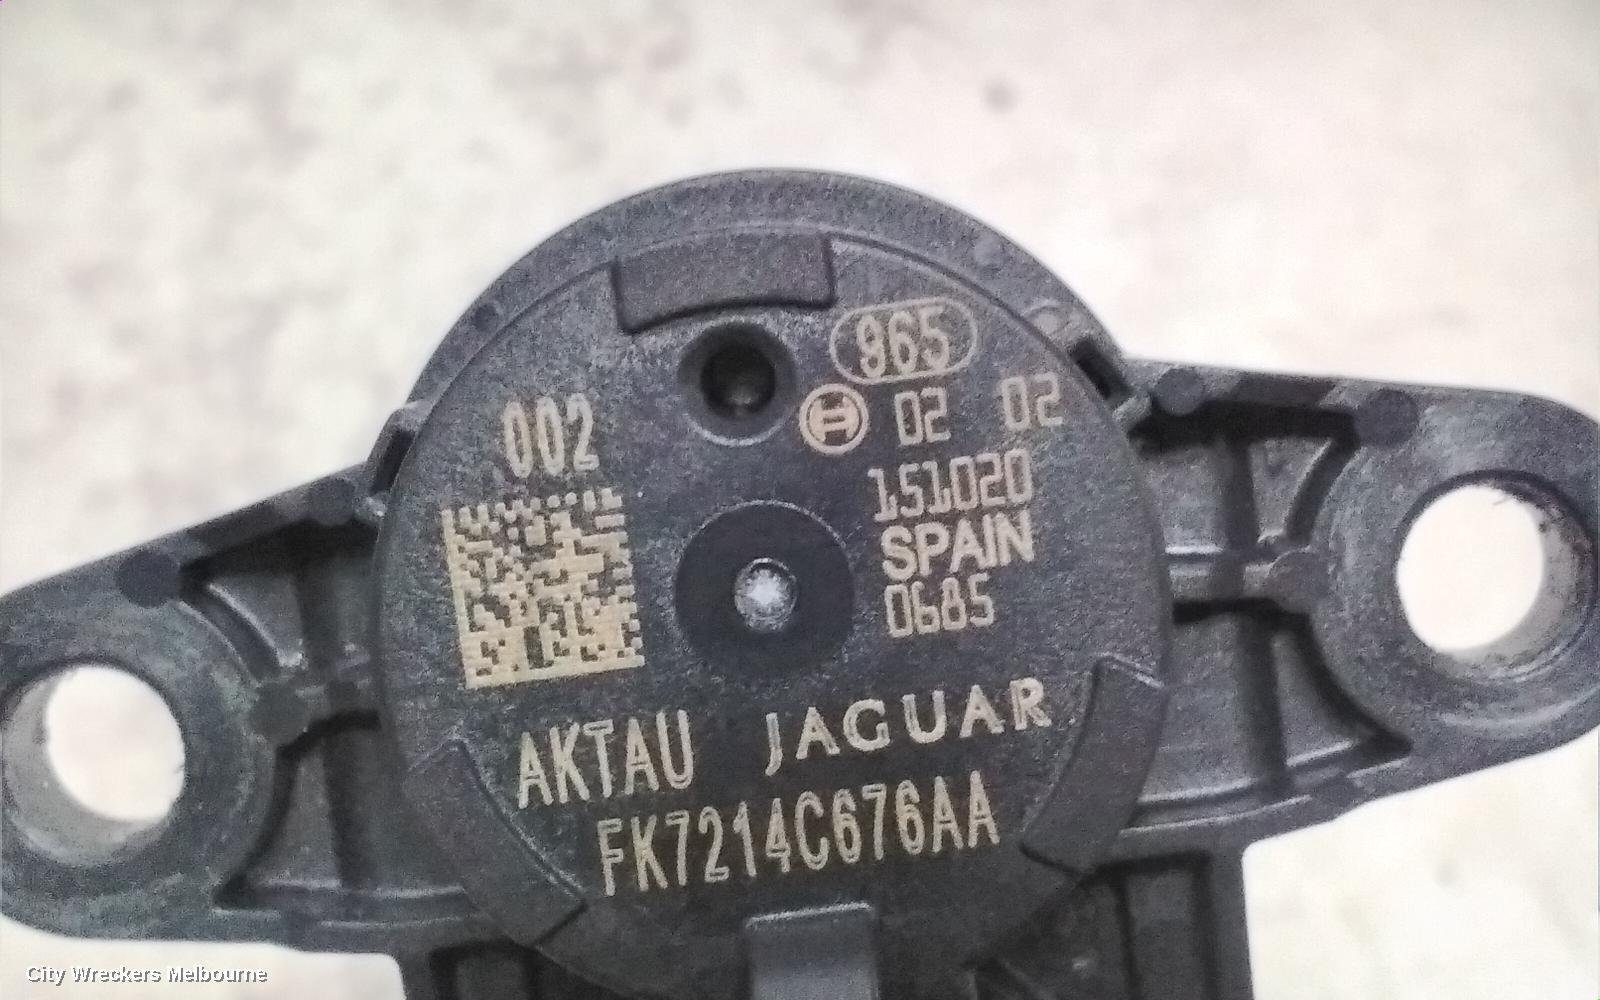 965
002
02 02
151020
SPAIN
0685
AKTAU JAGUAR
FK7214C676AA
City Wreckers Melbourne